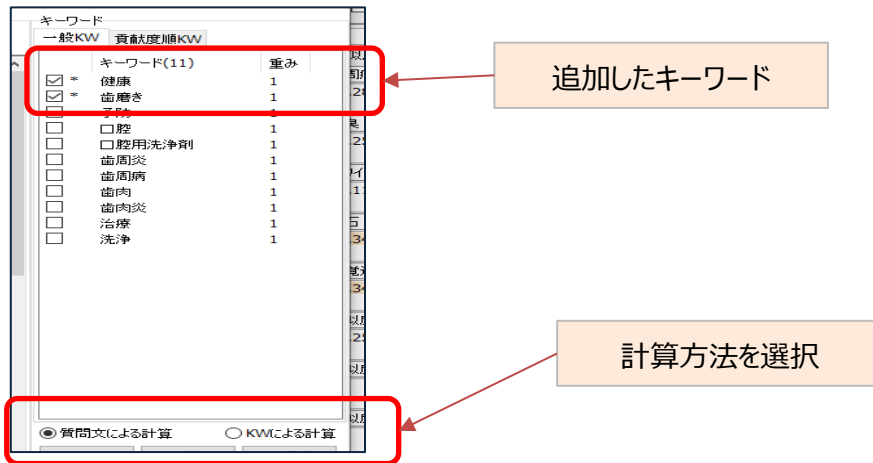 キーワード
一般KW 貢献度順KW
キーワード(11) 重み
* 健康 1
* 歯磨き 1
予防 1
口腔 1
口腔用洗浄剤 1
歯周炎 1
歯周病 1
歯肉 1
歯肉炎 1
治療 1
洗浄 1
質問文による計算 KWによる計算
追加したキーワード
計算方法を選択